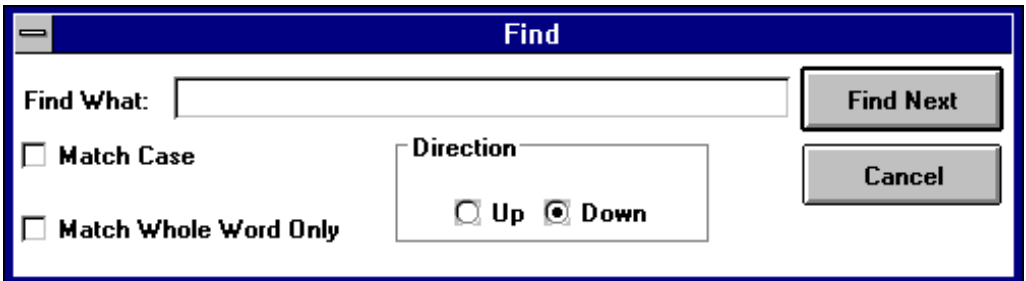 Find
Find What:
Find Next
Match Case
Direction
Cancel
Up Down
Match Whole Word Only